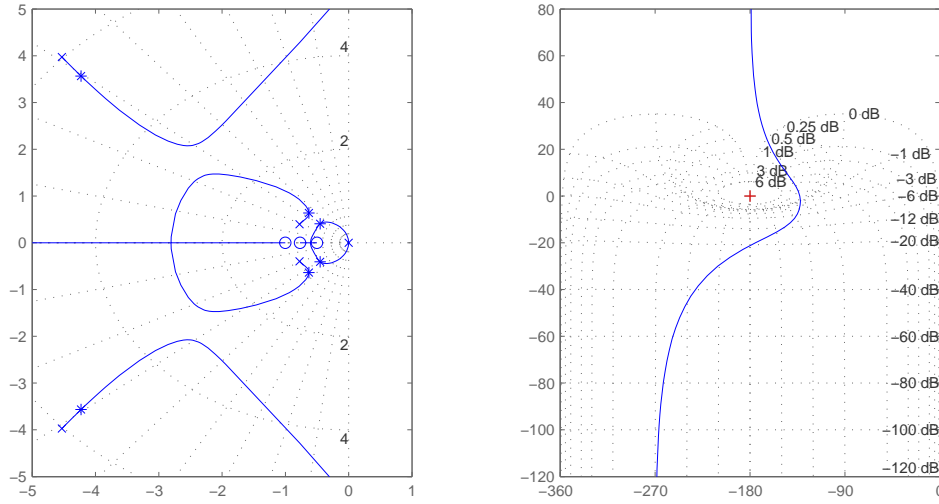 5
4
3
2
1
0
−1
−2
−3
−4
−5
−5
−4
−3
−2
−1
0
1
4
2
2
4
80
60
40
20
0
−20
−40
−60
−80
−100
−120
−360
−270
−180
−90
0
0 dB
0.25 dB
0.5 dB
1 dB
3 dB
6 dB
−1 dB
−3 dB
−6 dB
−12 dB
−20 dB
−40 dB
−60 dB
−80 dB
−100 dB
−120 dB